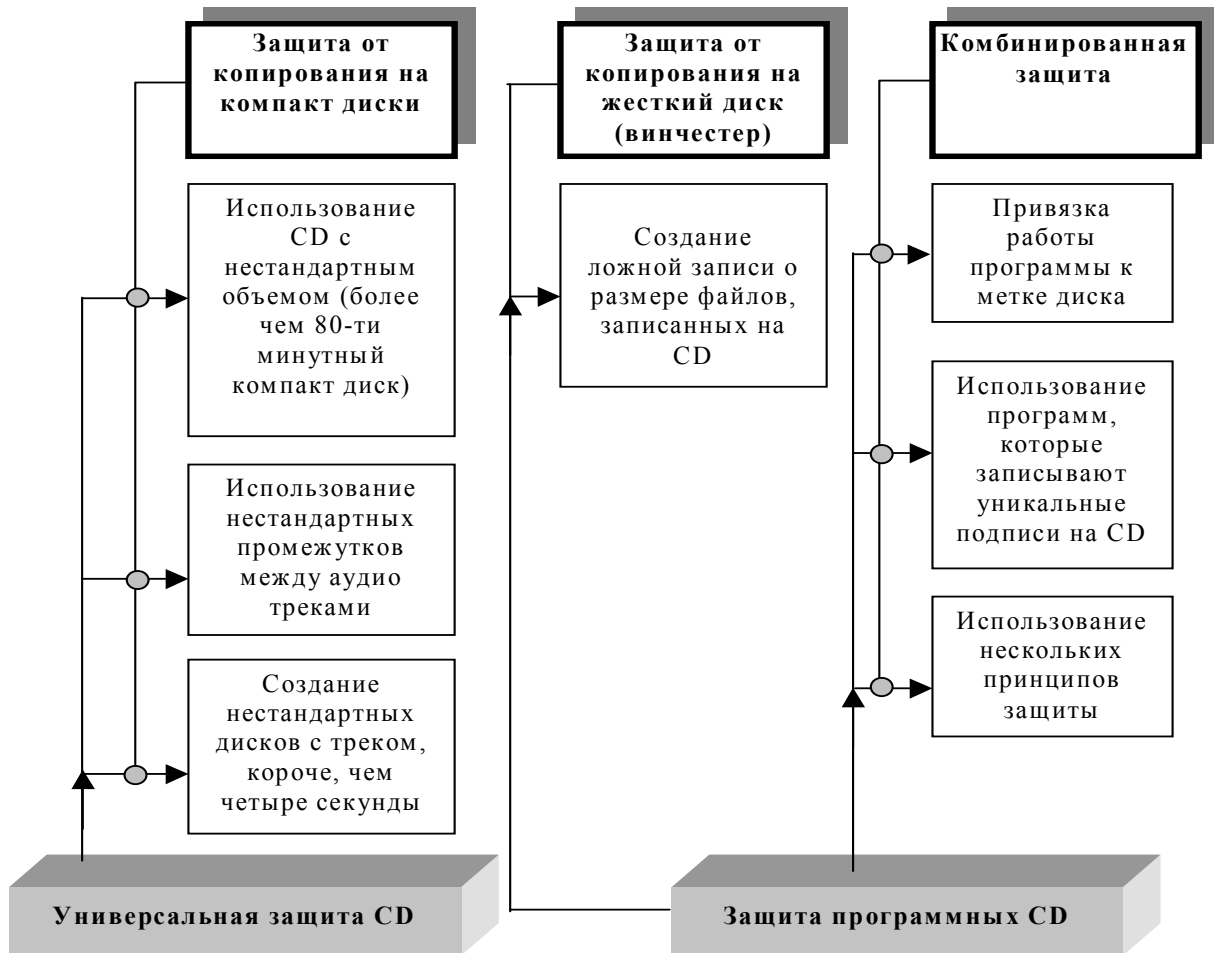 Защита от
копирования на
компакт диски
Защита от
копирования на
жесткий диск
(винчестер)
Комбинированная
защита
Использование
CD с
нестандартным
объемом (более
чем 80-ти
минутный
компакт диск)
Создание
ложной записи о
размере файлов,
записанных на
CD
Привязка
работы
программы к
метке диска
Использование
программ,
которые
записывают
уникальные
подписи на CD
Использование
нестандартных
промежутков
между аудио
треками
Использование
нескольких
принципов
защиты
Создание
нестандартных
дисков с треком,
короче, чем
четыре секунды
Универсальная защита CD
Защита программных CD